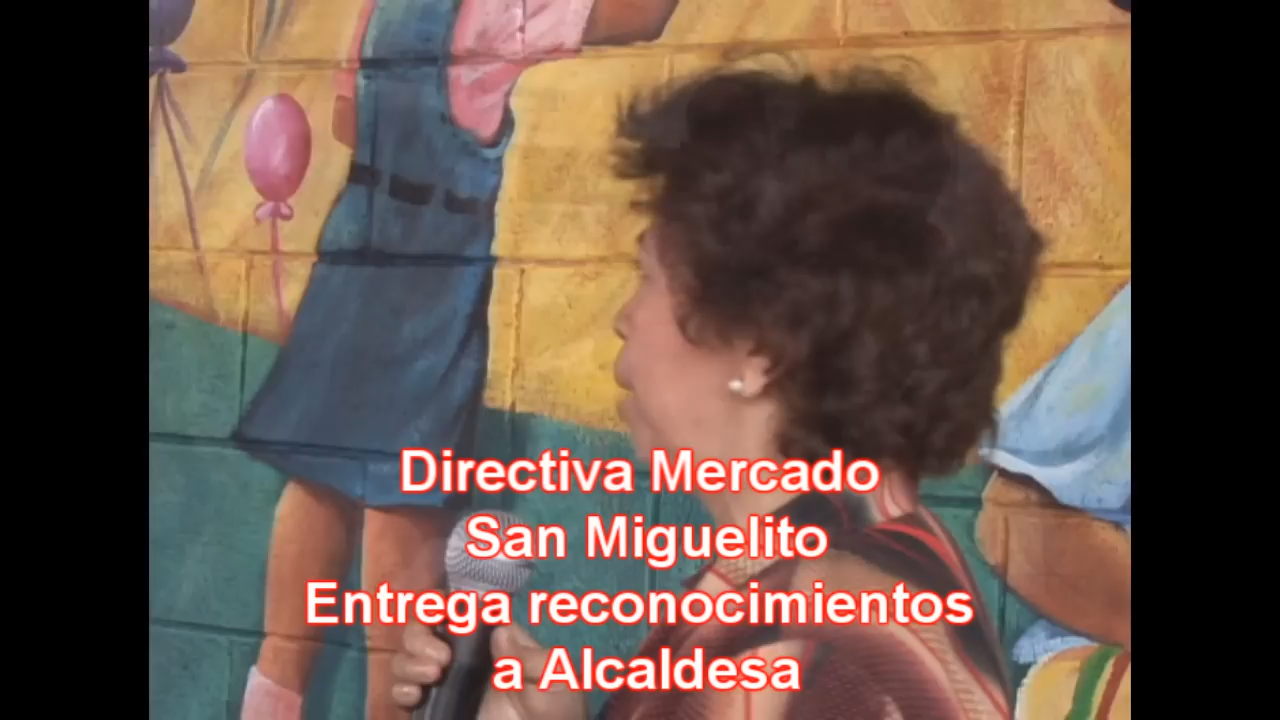 Directiva Mercado
San Miguelito
Entrega reconocimientos
a Alcaldesa